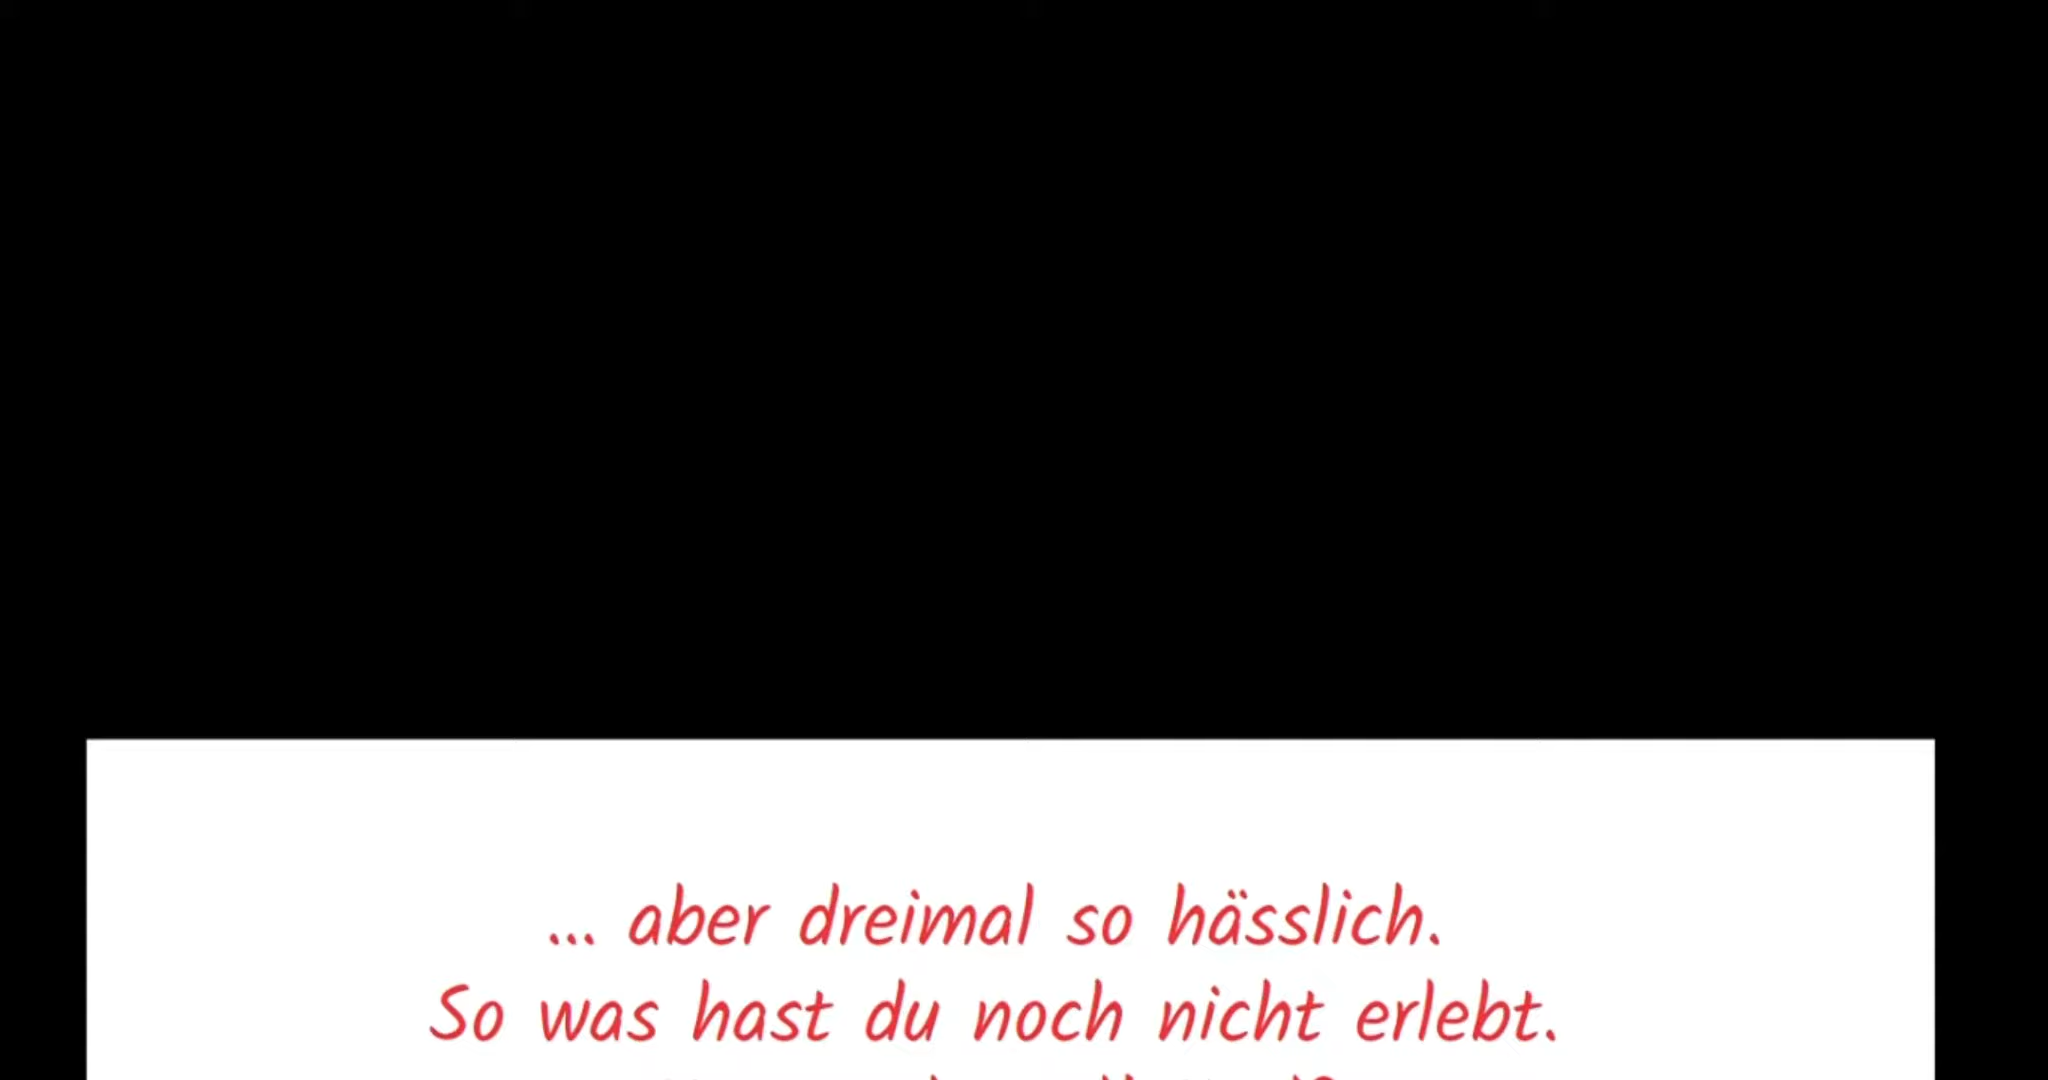 ... aber dreimal so hässlich.
So was hast du noch nicht erlebt.